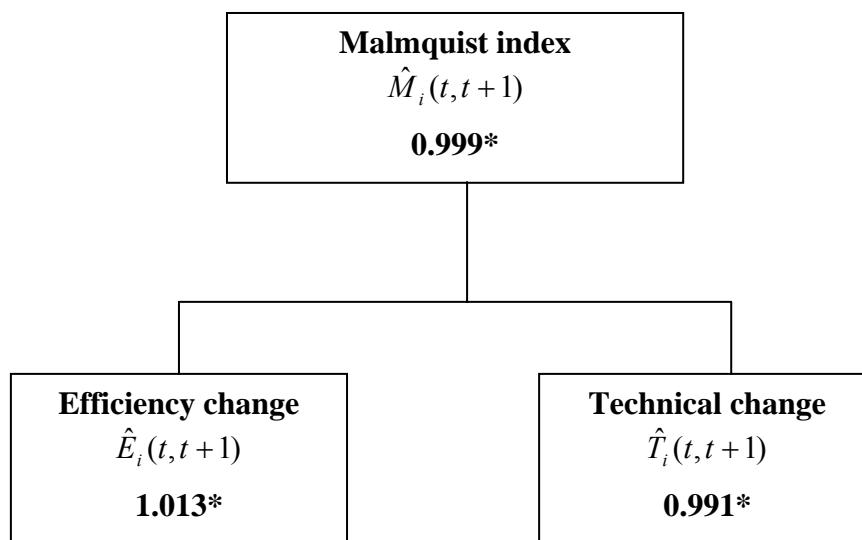 Malmquist index
M̂ᵢ(t, t + 1)
0.999*
Efficiency change
Êᵢ(t, t + 1)
1.013*
Technical change
T̂ᵢ(t, t + 1)
0.991*